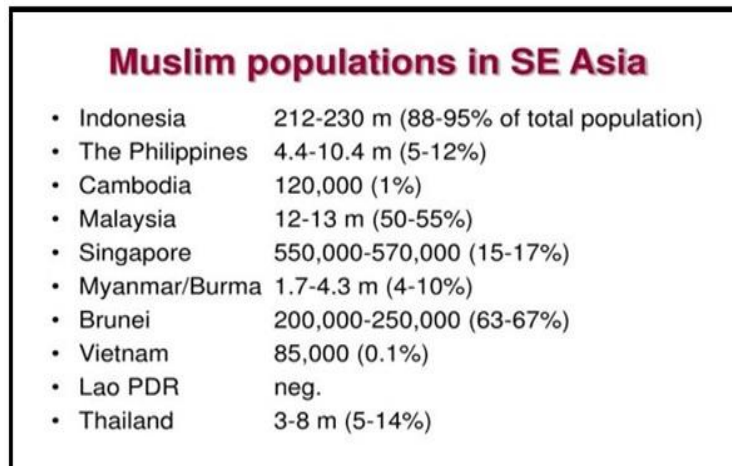 Muslim populations in SE Asia
• Indonesia 212-230 m (88-95% of total population)
• The Philippines 4.4-10.4 m (5-12%)
• Cambodia 120,000 (1%)
• Malaysia 12-13 m (50-55%)
• Singapore 550,000-570,000 (15-17%)
• Myanmar/Burma 1.7-4.3 m (4-10%)
• Brunei 200,000-250,000 (63-67%)
• Vietnam 85,000 (0.1%)
• Lao PDR neg.
• Thailand 3-8 m (5-14%)